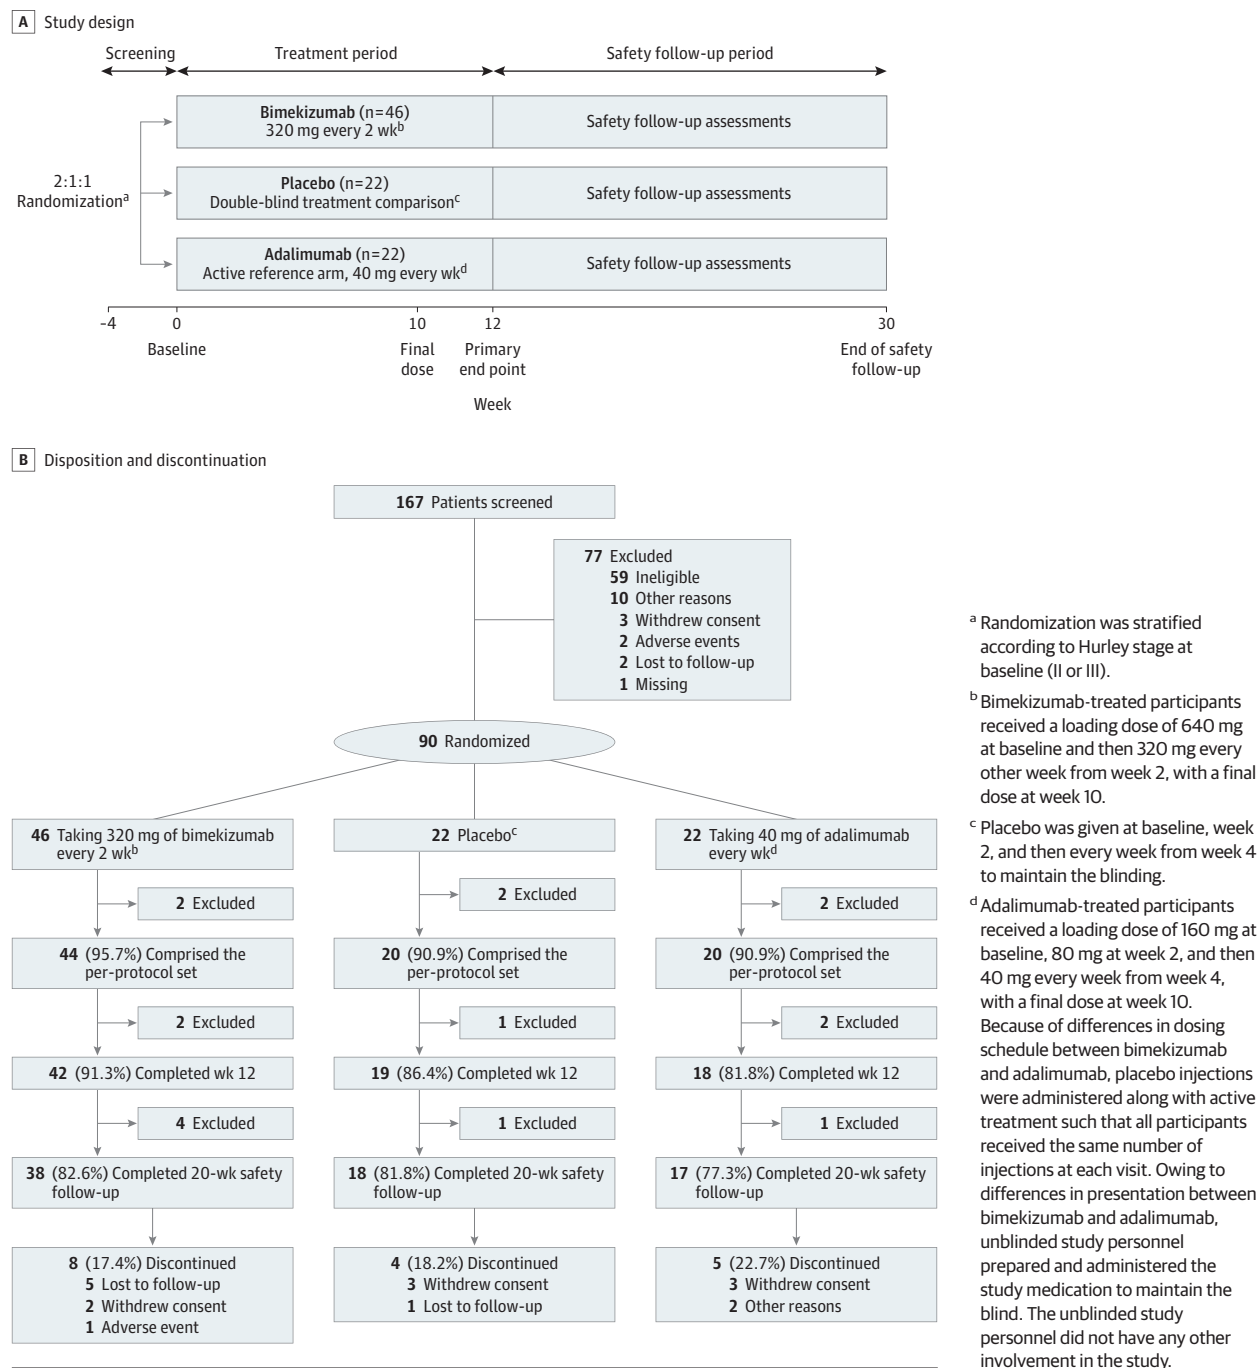 A Study design
Screening
Treatment period
Safety follow-up period
2:1:1
Randomizationa
Bimekizumab (n=46)
320 mg every 2 wkb
Safety follow-up assessments
Placebo (n=22)
Double-blind treatment comparisonc
Safety follow-up assessments
Adalimumab (n=22)
Active reference arm, 40 mg every wkd
Safety follow-up assessments
-4 0 10 12 30
Baseline
Final
dose
Primary
end point
End of safety
follow-up
Week
B Disposition and discontinuation
167 Patients screened
77 Excluded
59 Ineligible
10 Other reasons
3 Withdrew consent
2 Adverse events
2 Lost to follow-up
1 Missing
90 Randomized
46 Taking 320 mg of bimekizumab
every 2 wkb
2 Excluded
44 (95.7%) Comprised the
per-protocol set
2 Excluded
42 (91.3%) Completed wk 12
4 Excluded
38 (82.6%) Completed 20-wk safety
follow-up
8 (17.4%) Discontinued
5 Lost to follow-up
2 Withdrew consent
1 Adverse event
22 Placeboc
2 Excluded
20 (90.9%) Comprised the
per-protocol set
1 Excluded
19 (86.4%) Completed wk 12
1 Excluded
18 (81.8%) Completed 20-wk safety
follow-up
4 (18.2%) Discontinued
3 Withdrew consent
1 Lost to follow-up
22 Taking 40 mg of adalimumab
every wkd
2 Excluded
20 (90.9%) Comprised the
per-protocol set
2 Excluded
18 (81.8%) Completed wk 12
1 Excluded
17 (77.3%) Completed 20-wk safety
follow-up
5 (22.7%) Discontinued
3 Withdrew consent
2 Other reasons
a Randomization was stratified
according to Hurley stage at
baseline (II or III).
b Bimekizumab-treated participants
received a loading dose of 640 mg
at baseline and then 320 mg every
other week from week 2, with a final
dose at week 10.
c Placebo was given at baseline, week
2, and then every week from week 4
to maintain the blinding.
d Adalimumab-treated participants
received a loading dose of 160 mg at
baseline, 80 mg at week 2, and then
40 mg every week from week 4,
with a final dose at week 10.
Because of differences in dosing
schedule between bimekizumab
and adalimumab, placebo injections
were administered along with active
treatment such that all participants
received the same number of
injections at each visit. Owing to
differences in presentation between
bimekizumab and adalimumab,
unblinded study personnel
prepared and administered the
study medication to maintain the
blind. The unblinded study
personnel did not have any other
involvement in the study.